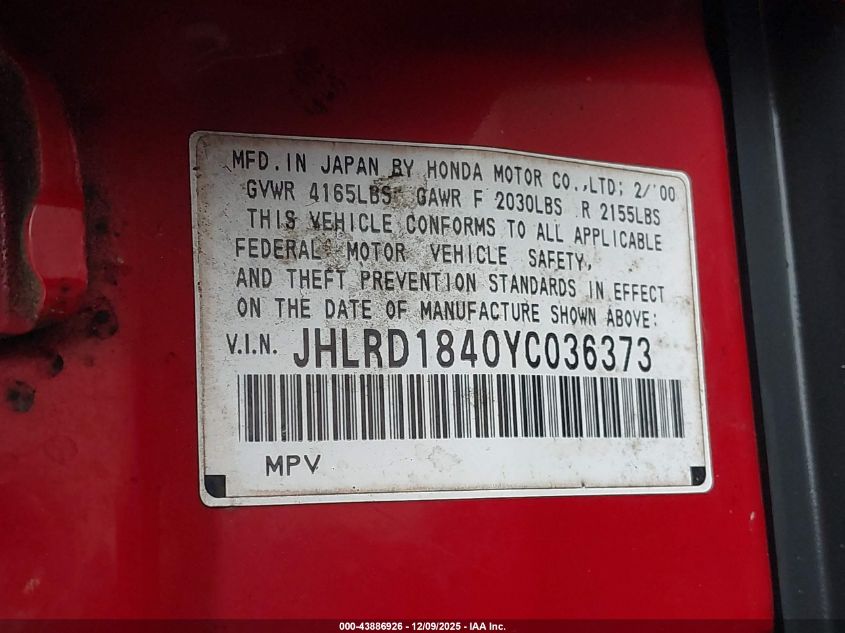 MFD. IN JAPAN BY HONDA MOTOR CO.,LTD; 2/'00
GVWR 4165LBS GAWR F 2030LBS R 2155LBS
THIS VEHICLE CONFORMS TO ALL APPLICABLE
FEDERAL MOTOR VEHICLE SAFETY,
AND THEFT PREVENTION STANDARDS IN EFFECT
ON THE DATE OF MANUFACTURE SHOWN ABOVE:
V.I.N. JHLRD1840YC036373
MPV
000-43886926 - 12/09/2025 - IAA Inc.